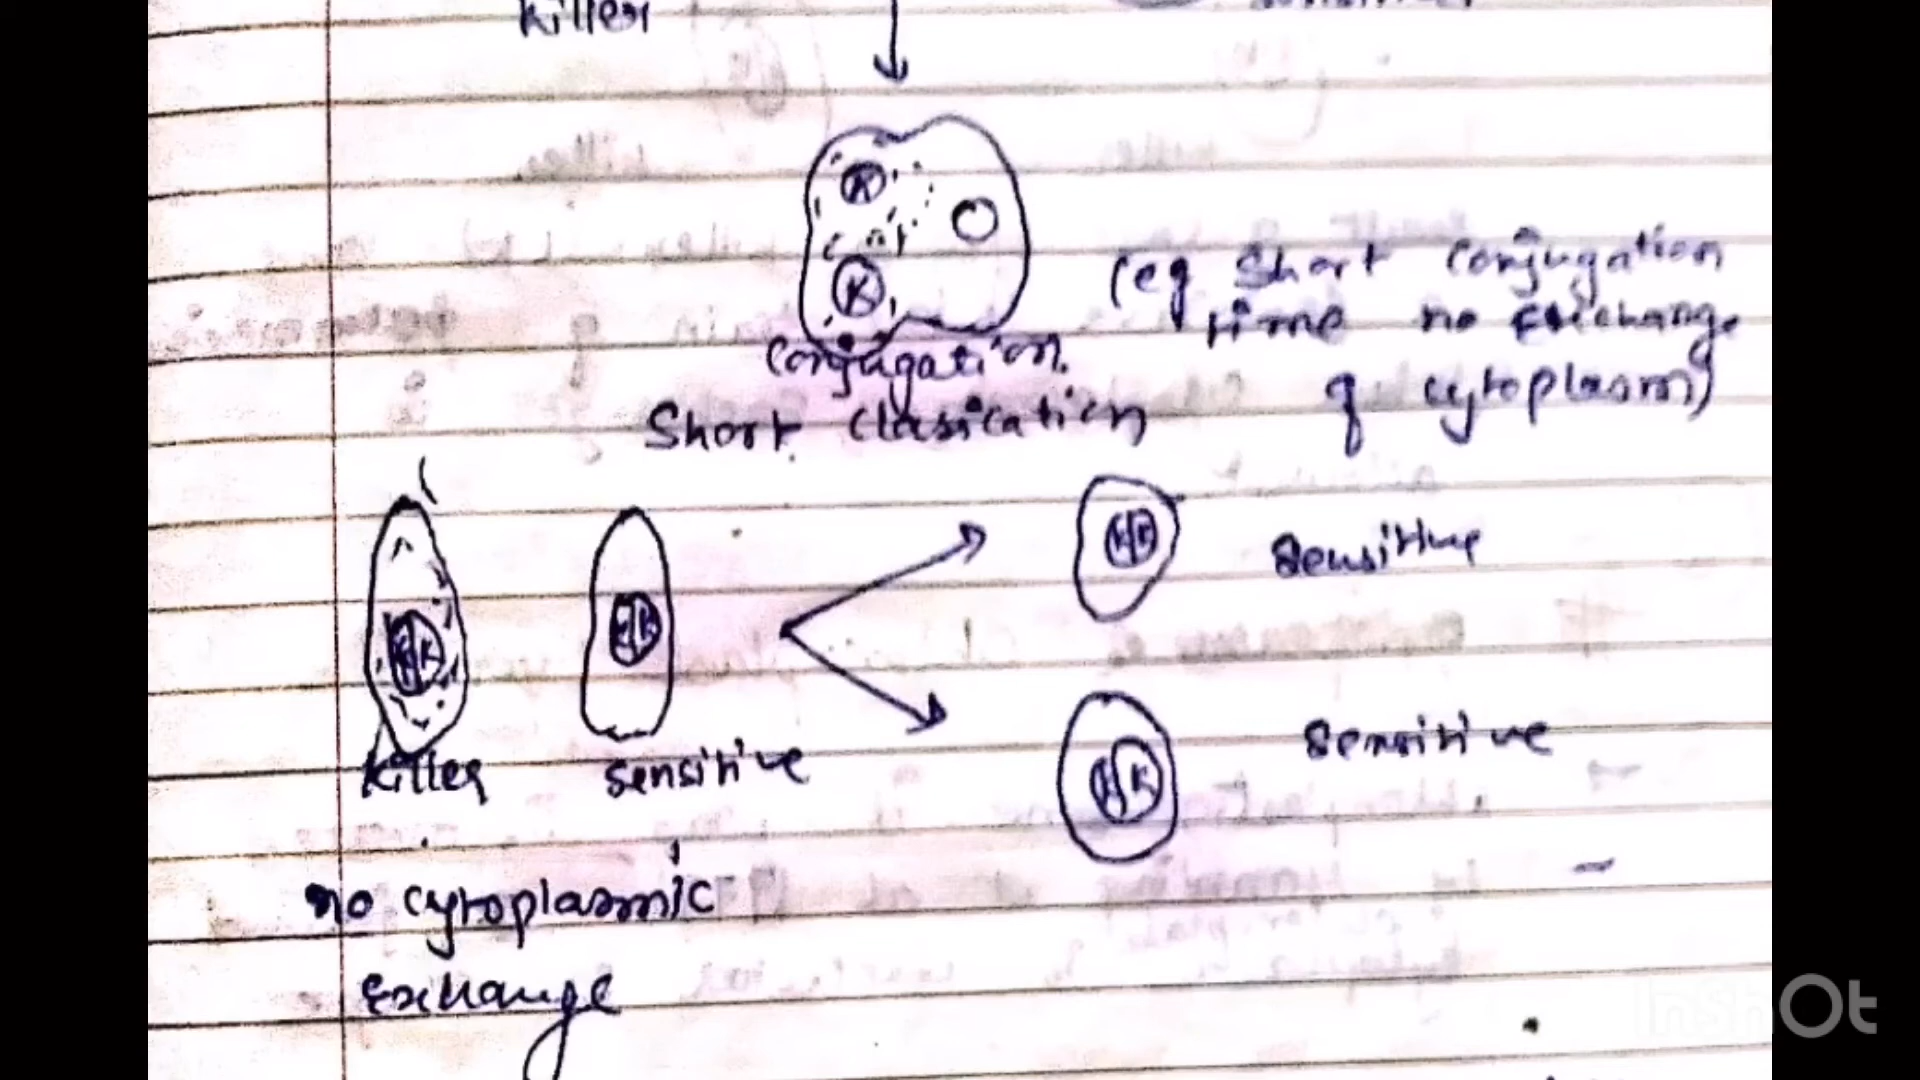 killer
K
K
Conjugation.
(eg Short Conjugation
time no exchange
of cytoplasm)
Short Clasication
K
K
K
K
Killer
sensitive
Sensitive
Sensitive
no cytoplasmic
Exchange
InShOt